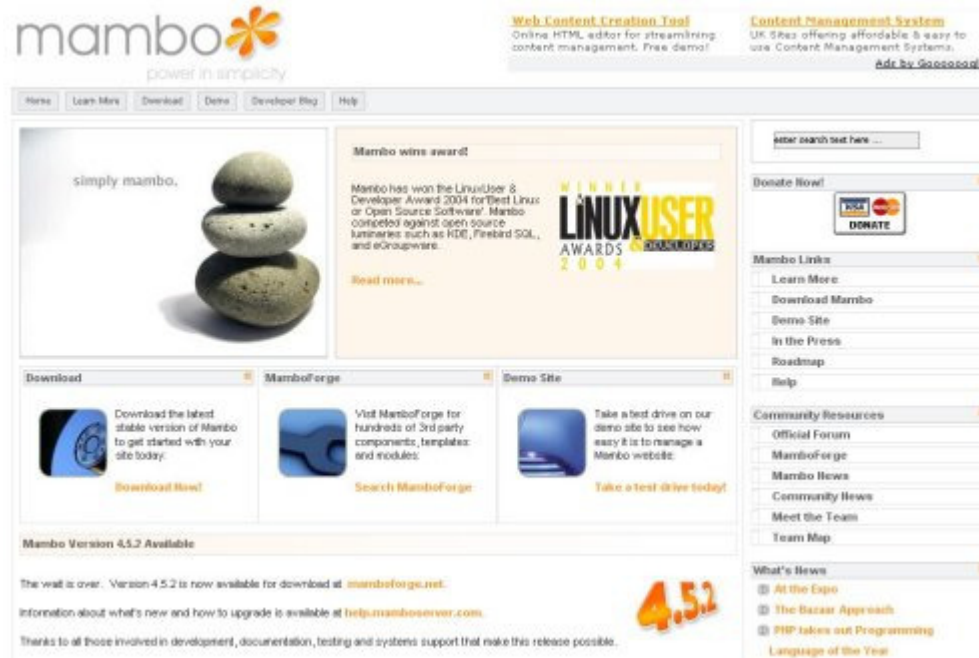 mambo
power in simplicity
Web Content Creation Tool
Online HTML editor for streamlining
content management. Free demo!
Content Management System
UK Sites offering affordable & easy to
use Content Management Systems.
Ads by Goooooogl
Home
Learn More
Download
Demo
Developer Blog
Help
simply mambo.
Mambo wins award!
Mambo has won the LinuxUser &
Developer Award 2004 for 'Best Linux
or Open Source Software'. Mambo
competed against open source
luminaries such as KDE, Firebird SQL,
and eGroupware.
Read more...
WINNER
LINUXUSER
AWARDS & DEVELOPER
2004
enter search text here ...
Donate Now!
VISA
DONATE
Mambo Links
Learn More
Download Mambo
Demo Site
In the Press
Roadmap
Help
Download
Download the latest
stable version of Mambo
to get started with your
site today:
Download Now!
MamboForge
Visit MamboForge for
hundreds of 3rd party
components, templates
and modules:
Search MamboForge
Demo Site
Take a test drive on our
demo site to see how
easy it is to manage a
Mambo website:
Take a test drive today!
Community Resources
Official Forum
MamboForge
Mambo News
Community News
Meet the Team
Team Map
Mambo Version 4.5.2 Available
The wait is over. Version 4.5.2 is now available for download at mamboforge.net.
Information about what's new and how to upgrade is available at help.mamboserver.com.
Thanks to all those involved in development, documentation, testing and systems support that make this release possible.
4.5.2
What's News
At the Expo
The Bazaar Approach
PHP takes out Programming
Language of the Year